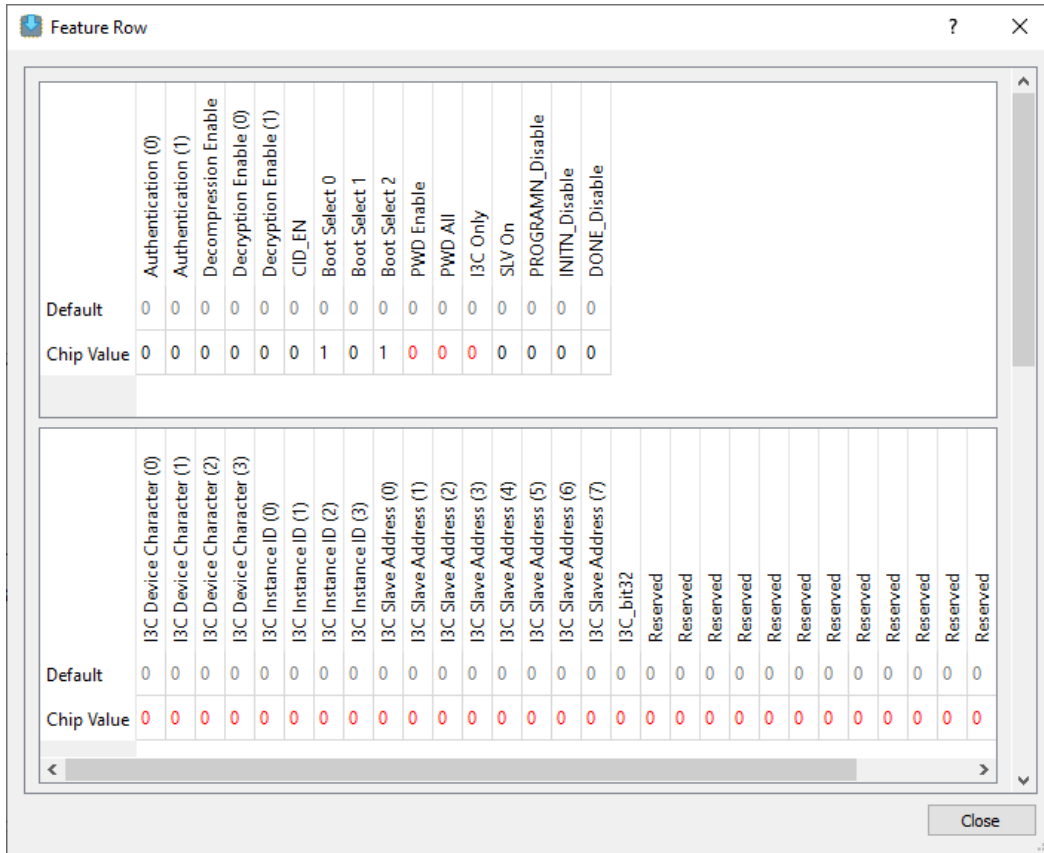 Feature Row
?
Authentication (0) Authentication (1) Decompression Enable Decryption Enable (0) Decryption Enable (1) CID_EN Boot Select 0 Boot Select 1 Boot Select 2 PWD Enable PWD All I3C Only SLV On PROGRAMN_Disable INITN_Disable DONE_Disable
Default 0 0 0 0 0 0 0 0 0 0 0 0 0 0 0 0
Chip Value 0 0 0 0 0 0 1 0 1 0 0 0 0 0 0 0
I3C Device Character (0) I3C Device Character (1) I3C Device Character (2) I3C Device Character (3) I3C Instance ID (0) I3C Instance ID (1) I3C Instance ID (2) I3C Instance ID (3) I3C Slave Address (0) I3C Slave Address (1) I3C Slave Address (2) I3C Slave Address (3) I3C Slave Address (4) I3C Slave Address (5) I3C Slave Address (6) I3C Slave Address (7) I3C_bit32 Reserved Reserved Reserved Reserved Reserved Reserved Reserved Reserved Reserved Reserved Reserved Reserved
Default 0 0 0 0 0 0 0 0 0 0 0 0 0 0 0 0 0 0 0 0 0 0 0 0 0 0 0 0 0
Chip Value 0 0 0 0 0 0 0 0 0 0 0 0 0 0 0 0 0 0 0 0 0 0 0 0 0 0 0 0 0
Close